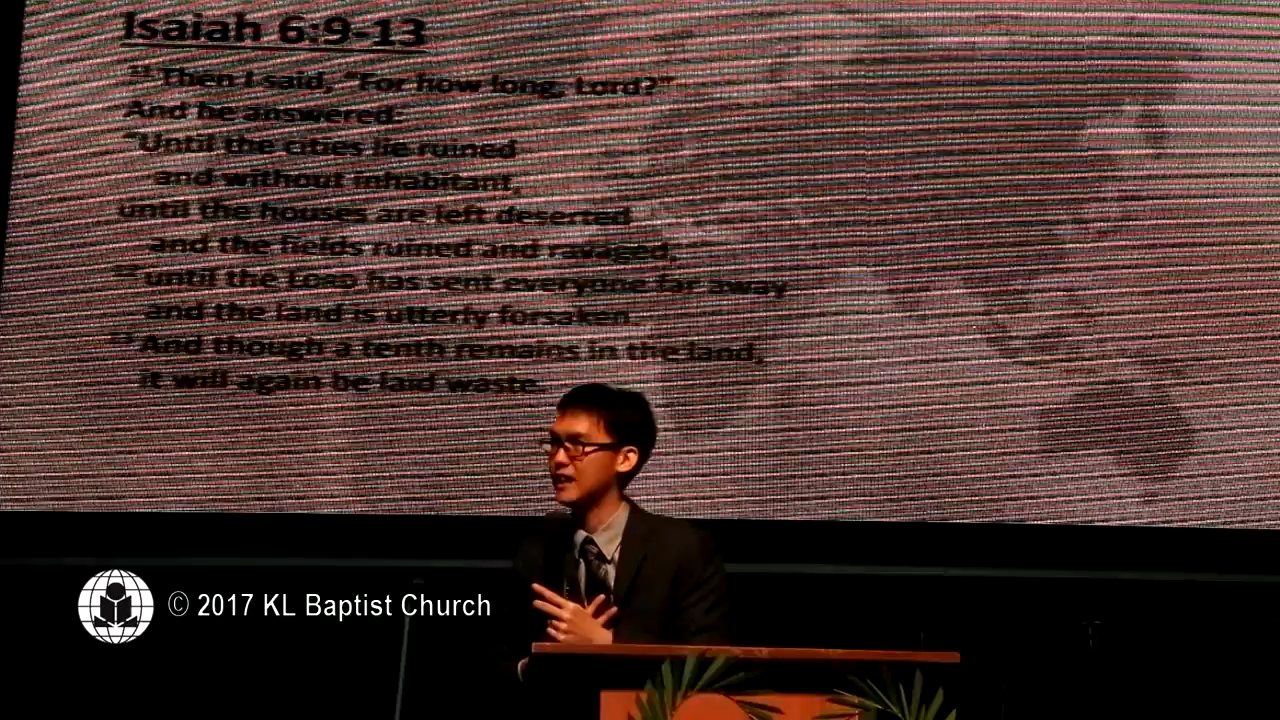 Isaiah 6:9-13
11 Then I said, “For how long, Lord?”
And he answered:
“Until the cities lie ruined
and without inhabitant,
until the houses are left deserted
and the fields ruined and ravaged,
12 until the LORD has sent everyone far away
and the land is utterly forsaken.
13 And though a tenth remains in the land,
it will again be laid waste.
© 2017 KL Baptist Church